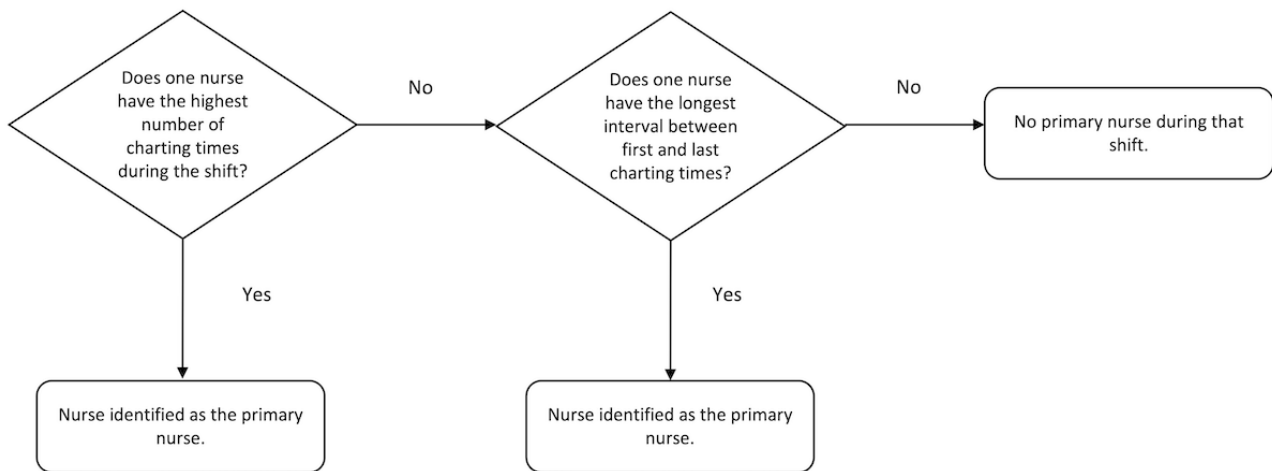 Does one nurse
have the highest
number of
charting times
during the shift?
No
Does one nurse
have the longest
interval between
first and last
charting times?
No
No primary nurse during that
shift.
Yes
Yes
Nurse identified as the primary
nurse.
Nurse identified as the primary
nurse.